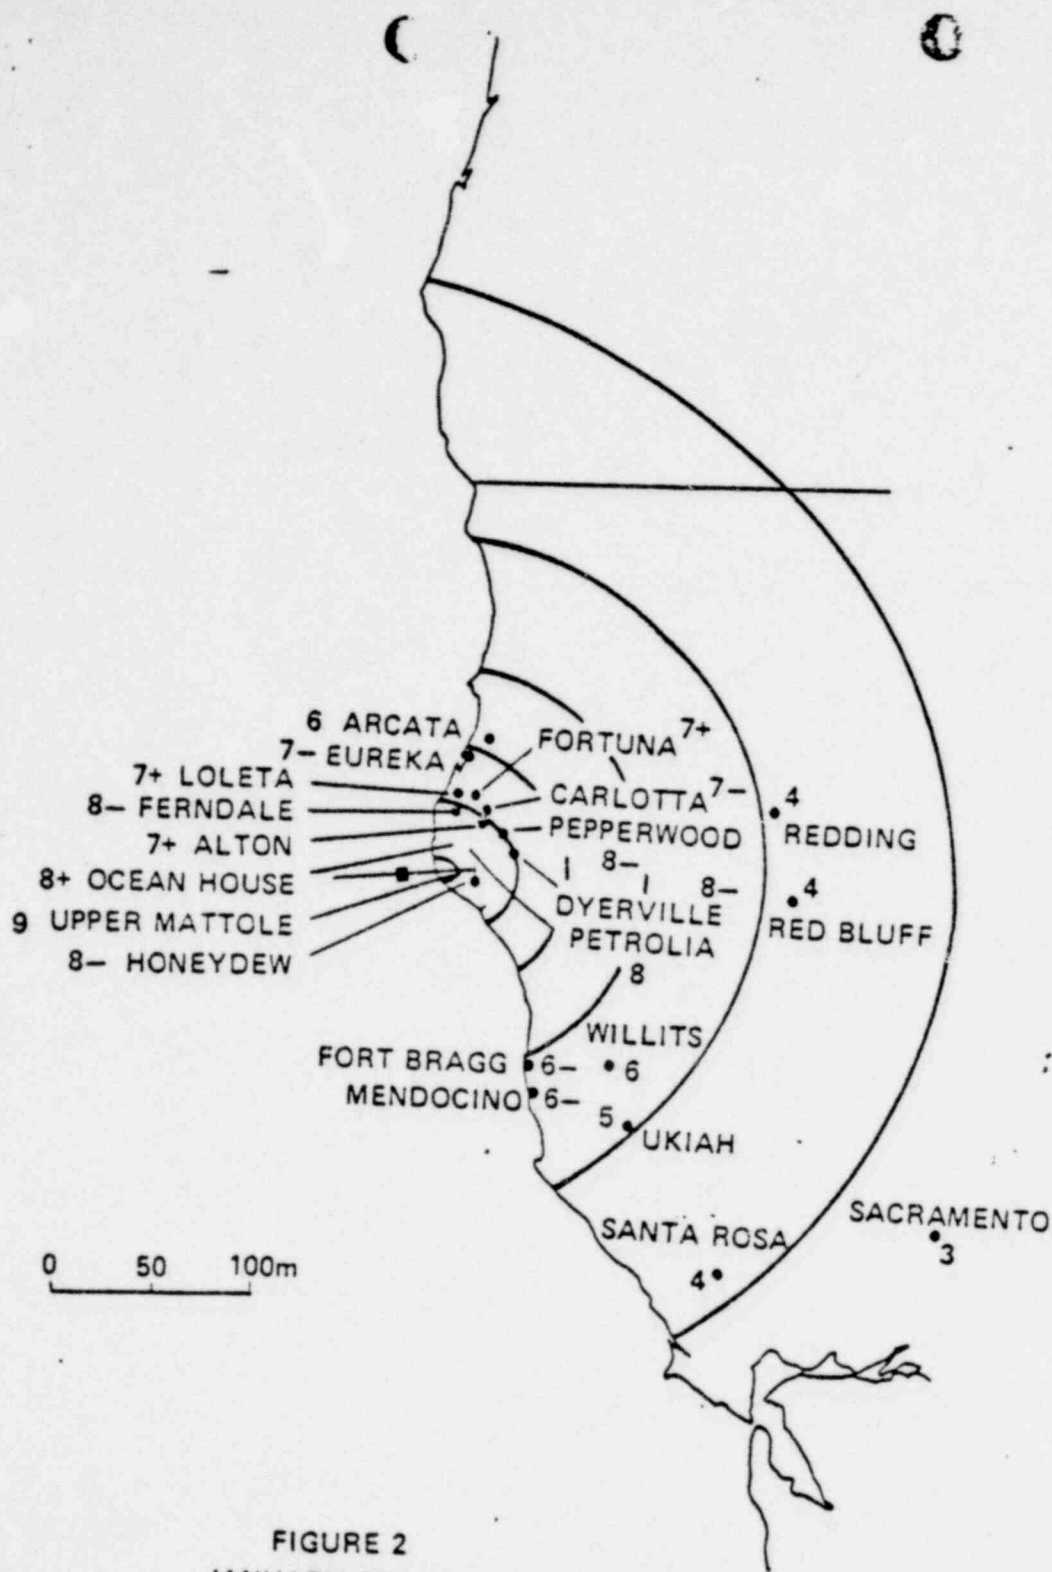 6 ARCATA
7– EUREKA
7+ LOLETA
8– FERNDALE
7+ ALTON
8+ OCEAN HOUSE
9 UPPER MATTOLE
8– HONEYDEW
FORTUNA 7+
CARLOTTA 7–
PEPPERWOOD
8–
8–
DYERVILLE
PETROLIA
8
4
REDDING
4
RED BLUFF
WILLITS
6
FORT BRAGG 6–
MENDOCINO 6–
5 UKIAH
SANTA ROSA
4
SACRAMENTO
3
0 50 100m
FIGURE 2